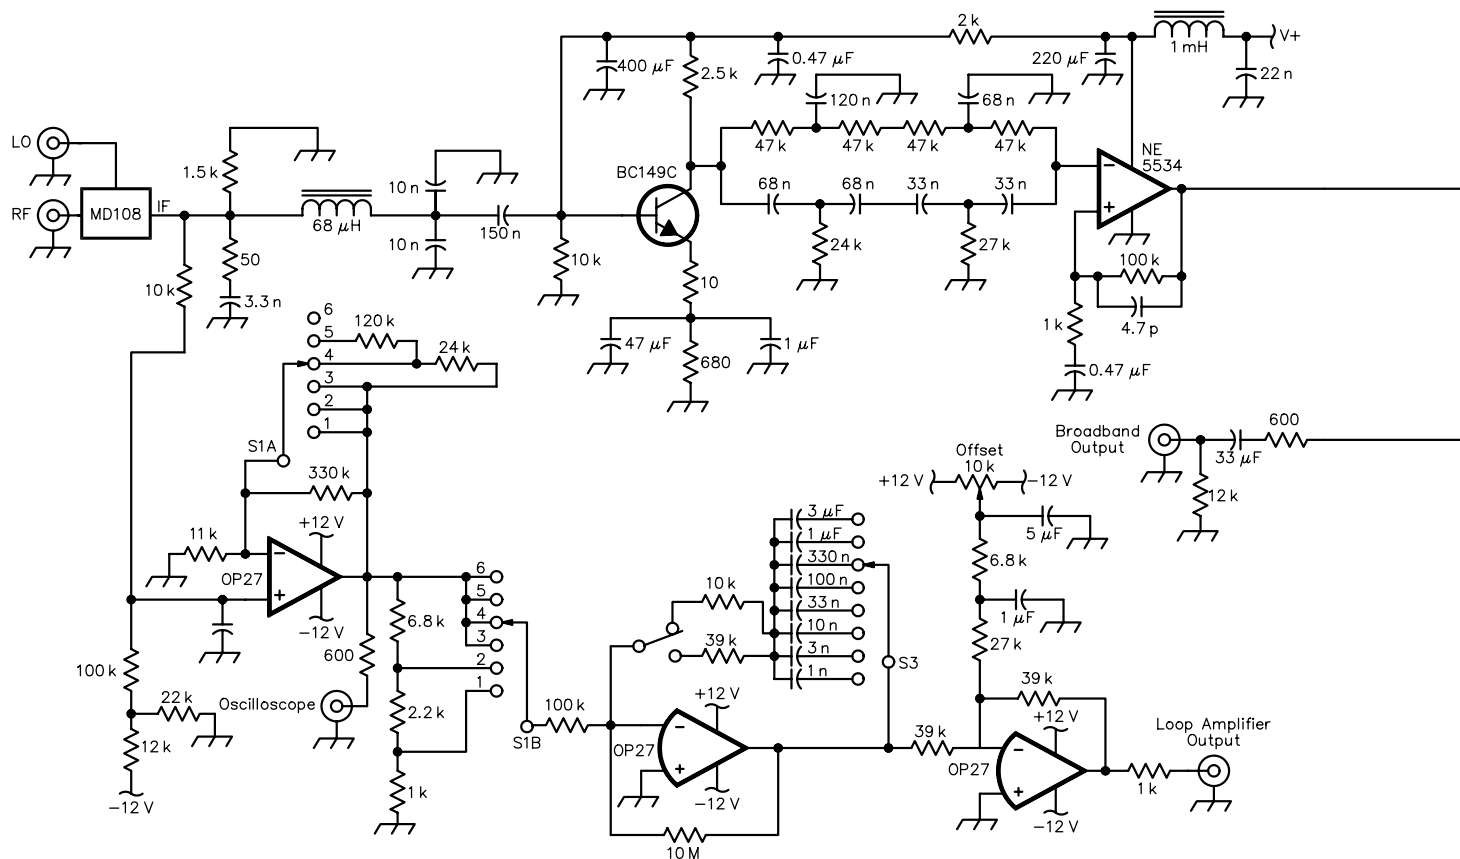 2 k
1 mH
V+
400 µF
2.5 k
0.47 µF
220 µF
22 n
LO
1.5 k
120 n
68 n
47 k
47 k
47 k
47 k
NE
5534
RF
MD108
IF
68 µH
10 n
10 n
150 n
BC149C
68 n
68 n
33 n
33 n
10 k
50
3.3 n
10 k
10
24 k
27 k
100 k
4.7 p
1 k
0.47 µF
6
5
4
3
2
1
120 k
24 k
47 µF
680
1 µF
S1A
330 k
11 k
+12 V
OP27
−12 V
600
Broadband
Output
33 µF
600
12 k
Offset
10 k
+12 V
−12 V
5 µF
6.8 k
1 µF
27 k
3 µF
1 µF
330 n
100 n
33 n
10 n
3 n
1 n
10 k
39 k
S3
6
5
4
3
2
1
6.8 k
2.2 k
1 k
100 k
22 k
12 k
−12 V
Oscilloscope
S1B
100 k
+12 V
OP27
−12 V
10 M
39 k
39 k
+12 V
OP27
−12 V
Loop Amplifier
Output
1 k